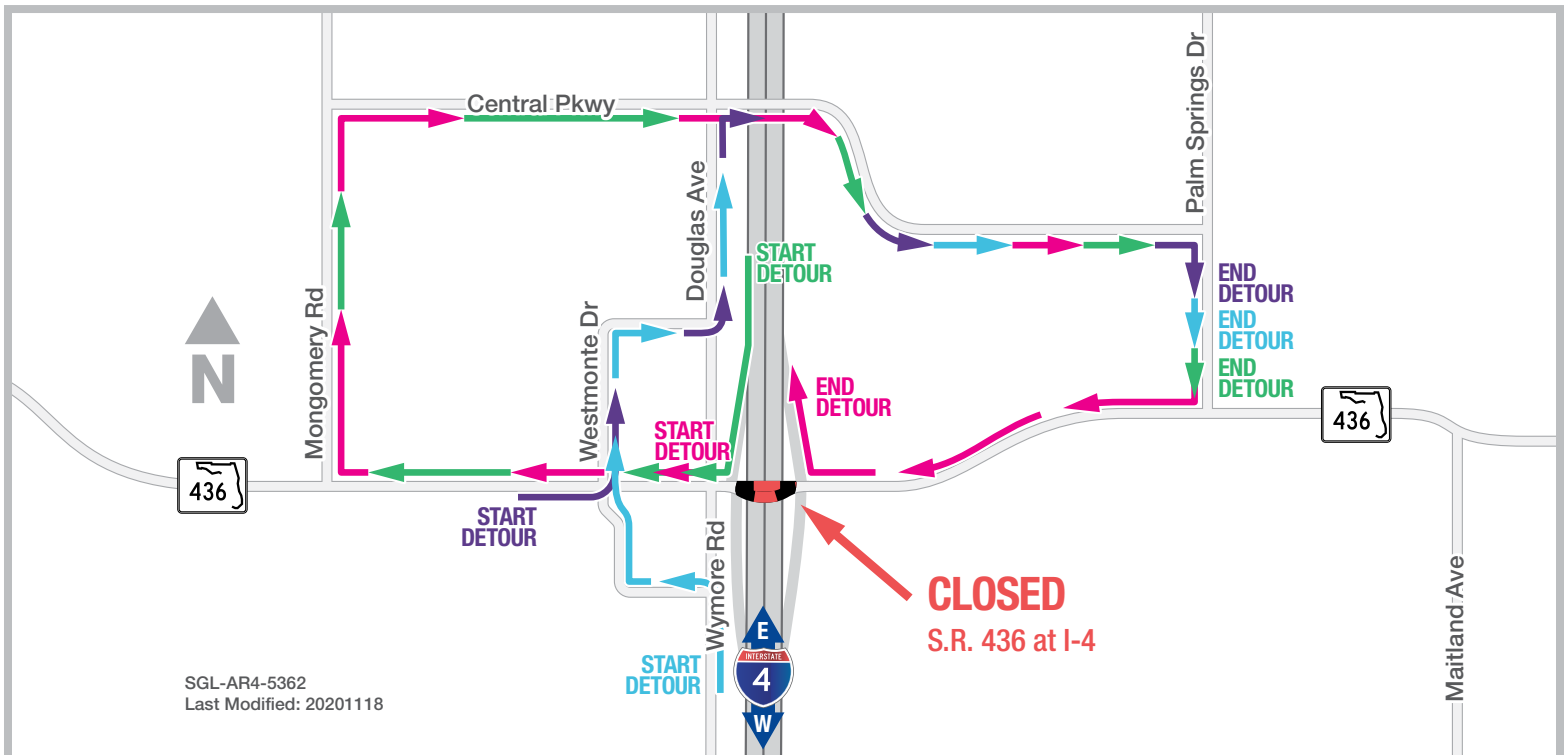 Central Pkwy
Palm Springs Dr
Douglas Ave
START
DETOUR
Mongomery Rd
Westmonte Dr
N
END
DETOUR
END
DETOUR
END
DETOUR
END
DETOUR
START
DETOUR
436
436
START
DETOUR
Wymore Rd
CLOSED
S.R. 436 at I-4
Maitland Ave
START
DETOUR
E
INTERSTATE
4
W
SGL-AR4-5362
Last Modified: 20201118